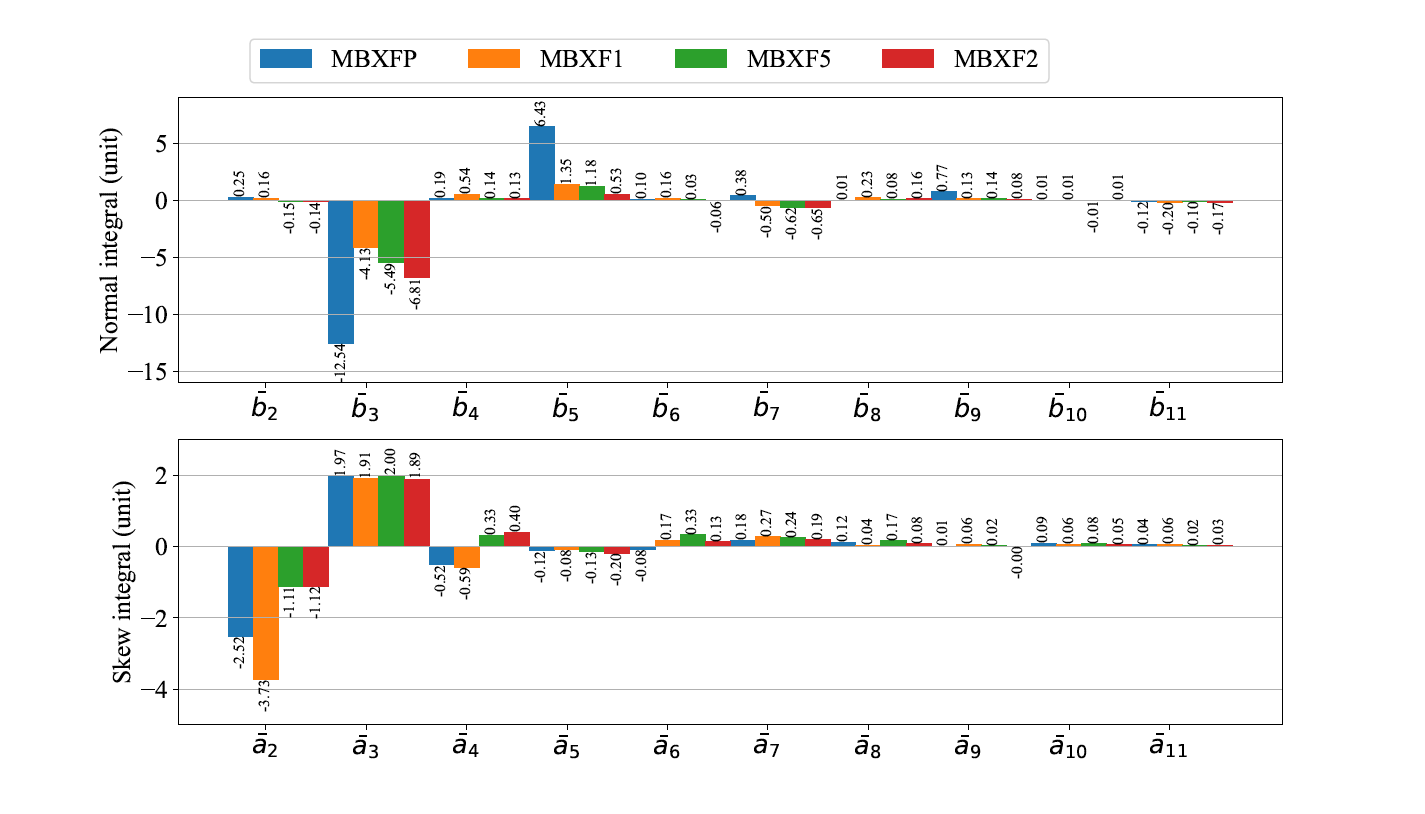 MBXFP MBXF1 MBXF5 MBXF2
Normal integral (unit)
5
0
−5
−10
−15
0.25 0.16 -0.15 -0.14
-12.54 -4.13 -5.49 -6.81
0.19 0.54 0.14 0.13
6.43 1.35 1.18 0.53
0.10 0.16 0.03 -0.06
0.38 -0.50 -0.62 -0.65
0.01 0.23 0.08 0.16
0.77 0.13 0.14 0.08
0.01 0.01 -0.01 0.01
-0.12 -0.20 -0.10 -0.17
b̄2 b̄3 b̄4 b̄5 b̄6 b̄7 b̄8 b̄9 b̄10 b̄11
Skew integral (unit)
2
0
−2
−4
-2.52 -3.73 -1.11 -1.12
1.97 1.91 2.00 1.89
-0.52 -0.59 0.33 0.40
-0.12 -0.08 -0.13 -0.20
-0.08 0.17 0.33 0.13
0.18 0.27 0.24 0.19
0.12 0.04 0.17 0.08
0.01 0.06 0.02 -0.00
0.09 0.06 0.08 0.05
0.04 0.06 0.02 0.03
ā2 ā3 ā4 ā5 ā6 ā7 ā8 ā9 ā10 ā11